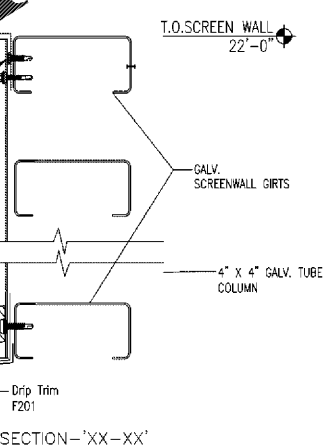 T.O.SCREEN WALL
22'-0"
GALV.
SCREENWALL GIRTS
4" X 4" GALV. TUBE
COLUMN
Drip Trim
F201
SECTION-'XX-XX'